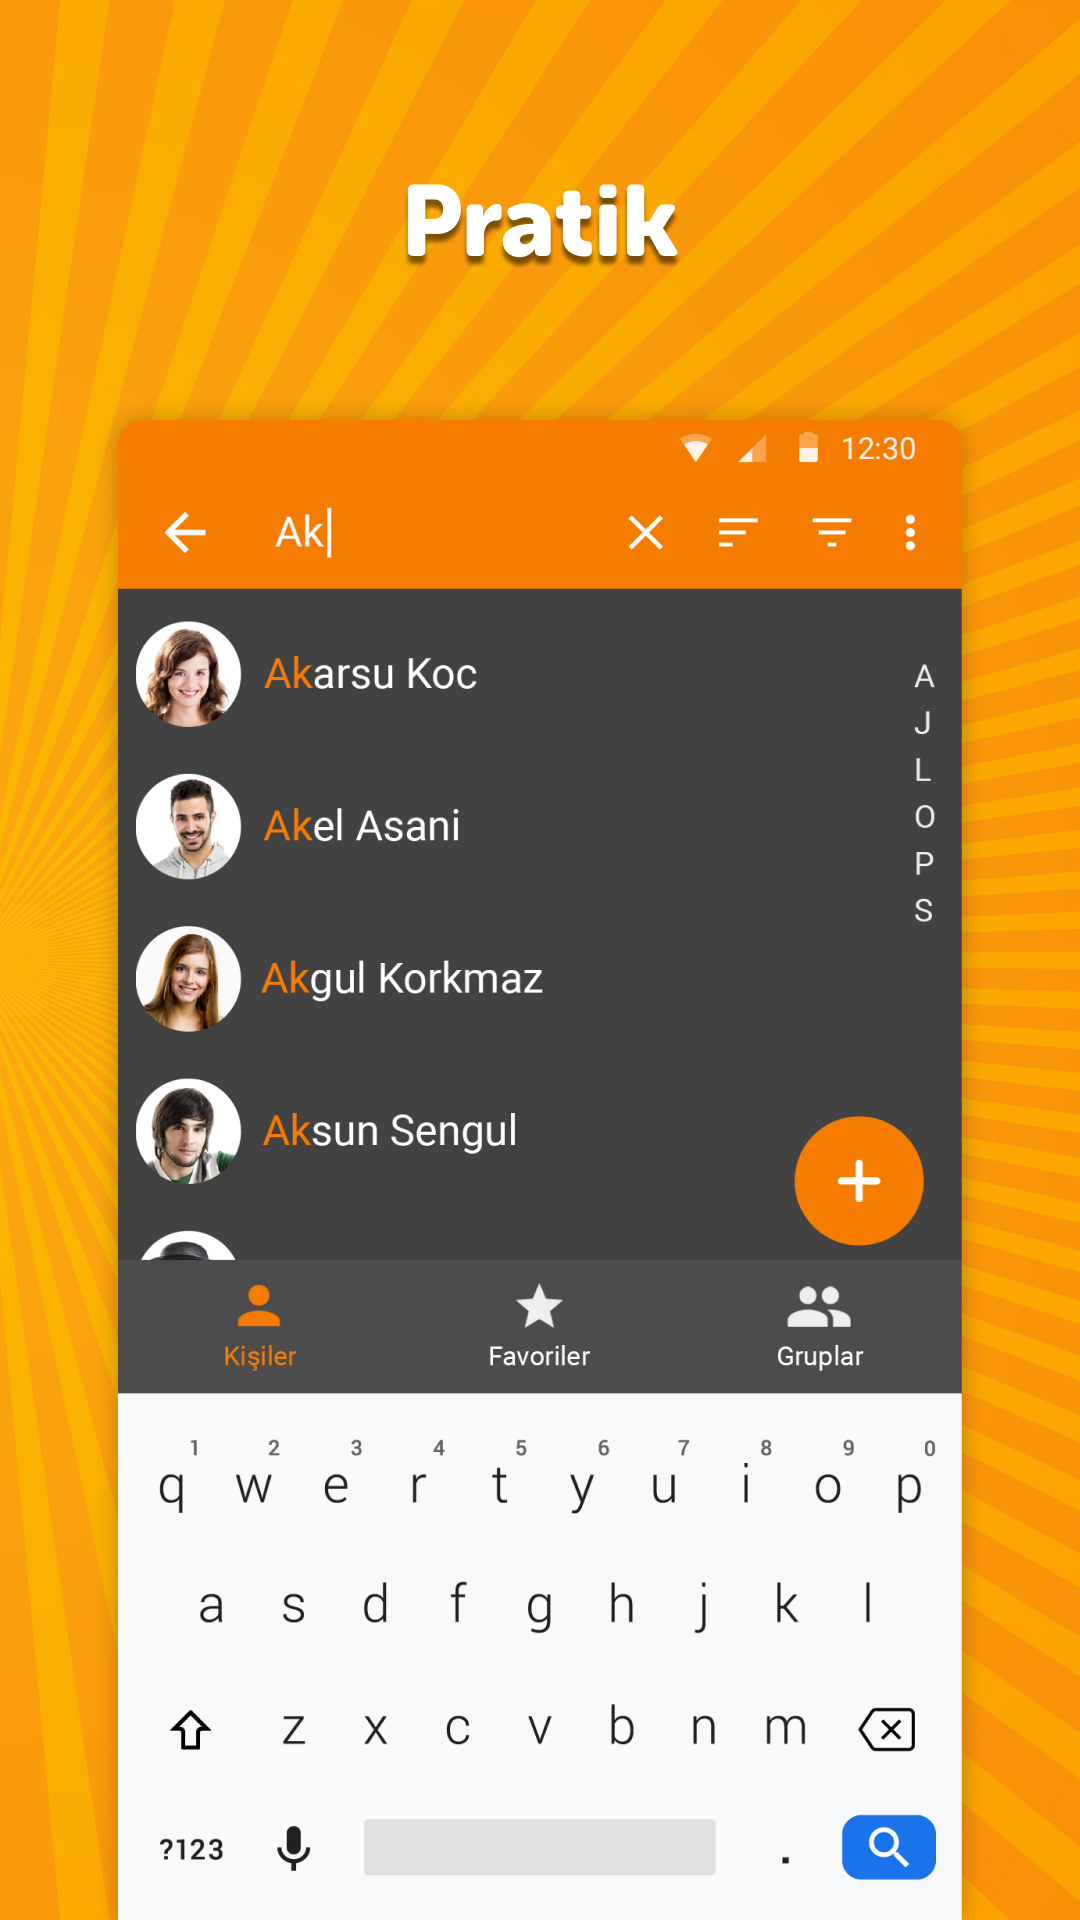 Pratik
12:30
Ak
Akarsu Koc
A
J
L
O
P
S
Akel Asani
Akgul Korkmaz
Aksun Sengul
Kişiler Favoriler Gruplar
1 2 3 4 5 6 7 8 9 0
q w e r t y u i o p
a s d f g h j k l
z x c v b n m
?123 .